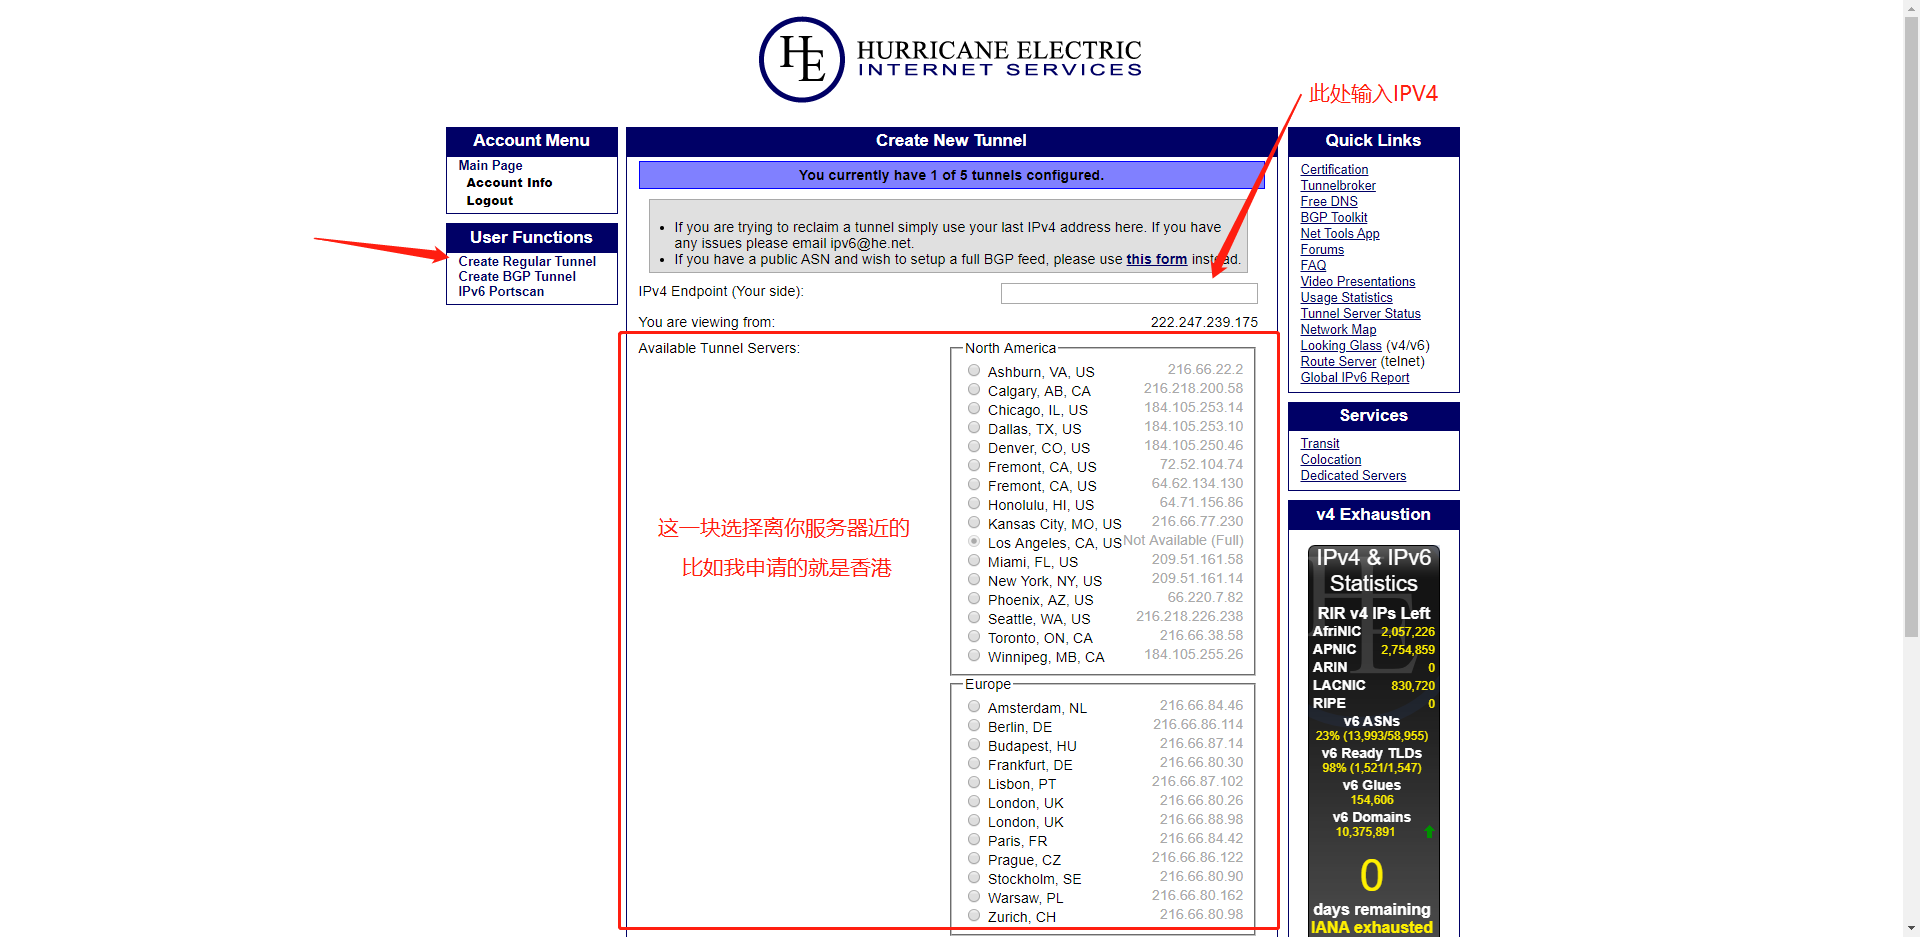 HE
HURRICANE ELECTRIC
INTERNET SERVICES
此处输入IPV4
Account Menu
Main Page
Account Info
Logout
User Functions
Create Regular Tunnel
Create BGP Tunnel
IPv6 Portscan
Create New Tunnel
You currently have 1 of 5 tunnels configured.
• If you are trying to reclaim a tunnel simply use your last IPv4 address here. If you have
any issues please email ipv6@he.net.
• If you have a public ASN and wish to setup a full BGP feed, please use this form instead.
IPv4 Endpoint (Your side):
You are viewing from: 222.247.239.175
Available Tunnel Servers:
这一块选择离你服务器近的
比如我申请的就是香港
North America
Ashburn, VA, US 216.66.22.2
Calgary, AB, CA 216.218.200.58
Chicago, IL, US 184.105.253.14
Dallas, TX, US 184.105.253.10
Denver, CO, US 184.105.250.46
Fremont, CA, US 72.52.104.74
Fremont, CA, US 64.62.134.130
Honolulu, HI, US 64.71.156.86
Kansas City, MO, US 216.66.77.230
Los Angeles, CA, US Not Available (Full)
Miami, FL, US 209.51.161.58
New York, NY, US 209.51.161.14
Phoenix, AZ, US 66.220.7.82
Seattle, WA, US 216.218.226.238
Toronto, ON, CA 216.66.38.58
Winnipeg, MB, CA 184.105.255.26
Europe
Amsterdam, NL 216.66.84.46
Berlin, DE 216.66.86.114
Budapest, HU 216.66.87.14
Frankfurt, DE 216.66.80.30
Lisbon, PT 216.66.87.102
London, UK 216.66.80.26
London, UK 216.66.88.98
Paris, FR 216.66.84.42
Prague, CZ 216.66.86.122
Stockholm, SE 216.66.80.90
Warsaw, PL 216.66.80.162
Zurich, CH 216.66.80.98
Quick Links
Certification
Tunnelbroker
Free DNS
BGP Toolkit
Net Tools App
Forums
FAQ
Video Presentations
Usage Statistics
Tunnel Server Status
Network Map
Looking Glass (v4/v6)
Route Server (telnet)
Global IPv6 Report
Services
Transit
Colocation
Dedicated Servers
v4 Exhaustion
IPv4 & IPv6
Statistics
RIR v4 IPs Left
AfriNIC 2,057,226
APNIC 2,754,859
ARIN 0
LACNIC 830,720
RIPE 0
v6 ASNs
23% (13,993/58,955)
v6 Ready TLDs
98% (1,521/1,547)
v6 Glues
154,606
v6 Domains
10,375,891
0
days remaining
IANA exhausted